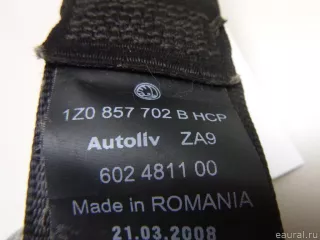 1Z0 857 702 B HCP
Autoliv ZA9
602 4811 00
Made in ROMANIA
21.03.2008
eaural.ru